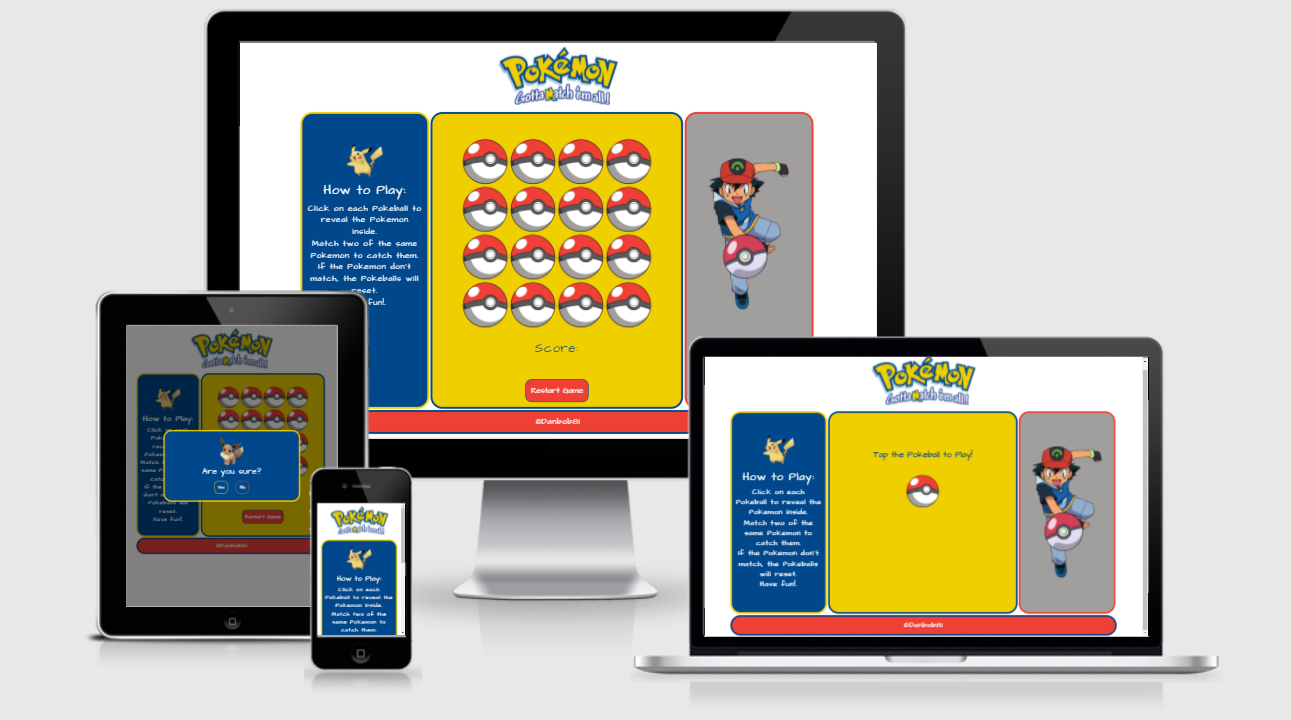 POKéMON
Gotta Match 'em all!
How to Play:
Click on each Pokeball to
reveal the Pokemon
inside.
Match two of the same
Pokemon to catch them.
If the Pokemon don't
match, the Pokeballs will
reset.
fun!
Score:
Restart Game
@Danbob81
POKéMON
Gotta Match 'em all!
How to Play:
Are you sure?
Yes
No
reset.
Have fun!
Restart Game
@Danbob81
POKéMON
Gotta Match 'em all!
How to Play:
Click on each
Pokeball to reveal the
Pokemon inside.
Match two of the
same Pokemon to
catch them.
POKéMON
Gotta Match 'em all!
How to Play:
Click on each
Pokeball to reveal the
Pokemon inside.
Match two of the
same Pokemon to
catch them.
If the Pokemon don't
match, the Pokeballs
will reset.
Have fun!
Tap the Pokeball to Play!
@Danbob81